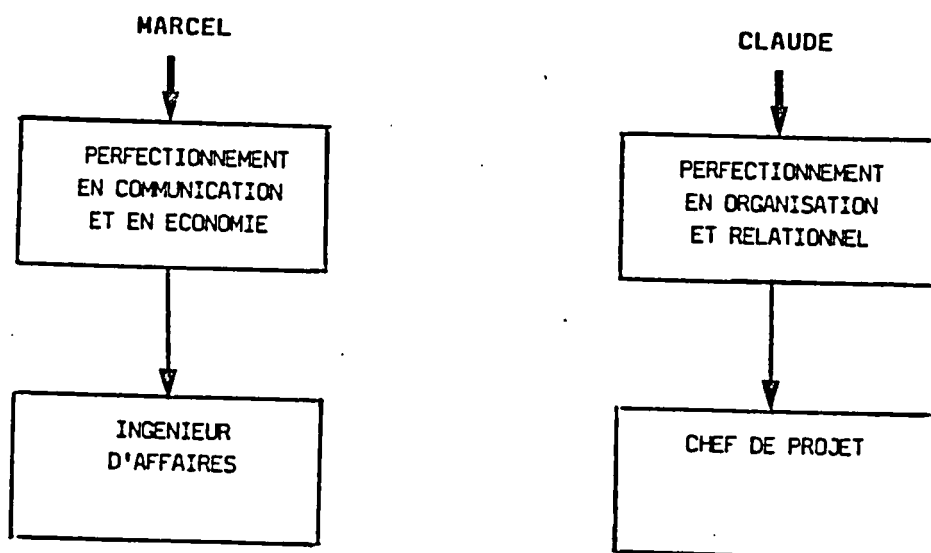 MARCEL
PERFECTIONNEMENT
EN COMMUNICATION
ET EN ECONOMIE
INGENIEUR
D'AFFAIRES
CLAUDE
PERFECTIONNEMENT
EN ORGANISATION
ET RELATIONNEL
CHEF DE PROJET